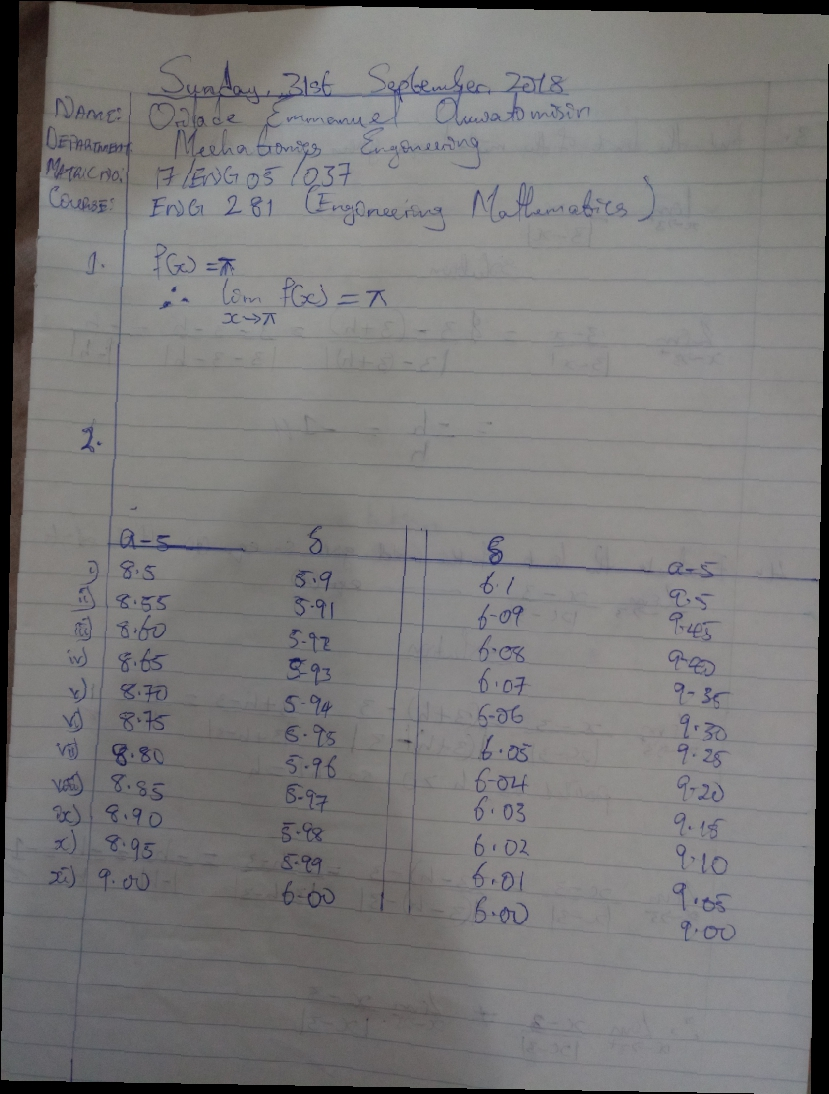 Sunday, 31st September, 2018
NAME: Emmanuel Oluwatomisin
DEPARTMENT: Mechatronics Engineering
MATRIC NO: 17/ENG05/037
COURSE: ENG 281 (Engineering Mathematics)
1. f(x) = π
∴ lim f(x) = π
x→π
2.
a-5 δ δ a-5
i) 8.5 5.9 6.1 9.5
ii) 8.55 5.91 6.09 9.45
iii) 8.60 5.92 6.08 9.40
iv) 8.65 5.93 6.07 9.35
v) 8.70 5.94 6.06 9.30
vi) 8.75 5.95 6.05 9.25
vii) 8.80 5.96 6.04 9.20
viii) 8.85 5.97 6.03 9.15
ix) 8.90 5.98 6.02 9.10
x) 8.95 5.99 6.01 9.05
xi) 9.00 6.00 6.00 9.00